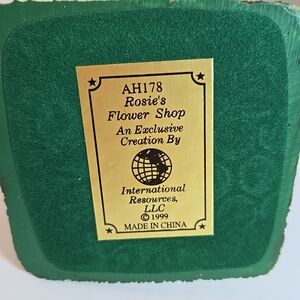 AH178
Rosie's
Flower Shop
An Exclusive
Creation By
International
Resources,
LLC
© 1999
MADE IN CHINA